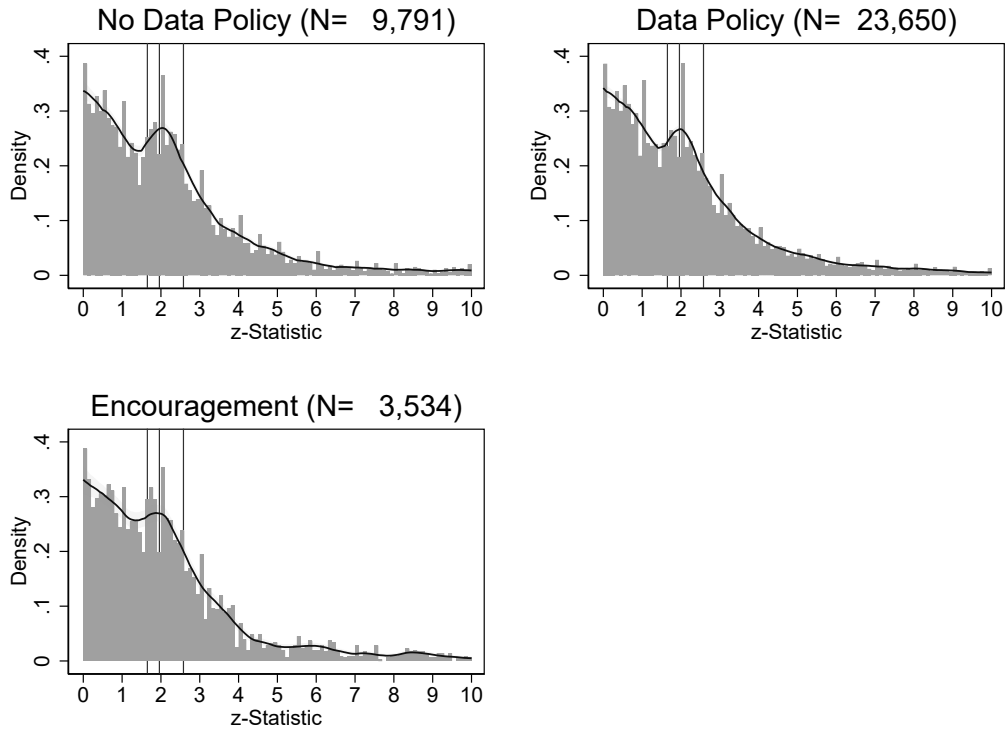 No Data Policy (N= 9,791)
.4
.3
.2
.1
0
Density
0 1 2 3 4 5 6 7 8 9 10
z-Statistic
Data Policy (N= 23,650)
.4
.3
.2
.1
0
Density
0 1 2 3 4 5 6 7 8 9 10
z-Statistic
Encouragement (N= 3,534)
.4
.3
.2
.1
0
Density
0 1 2 3 4 5 6 7 8 9 10
z-Statistic